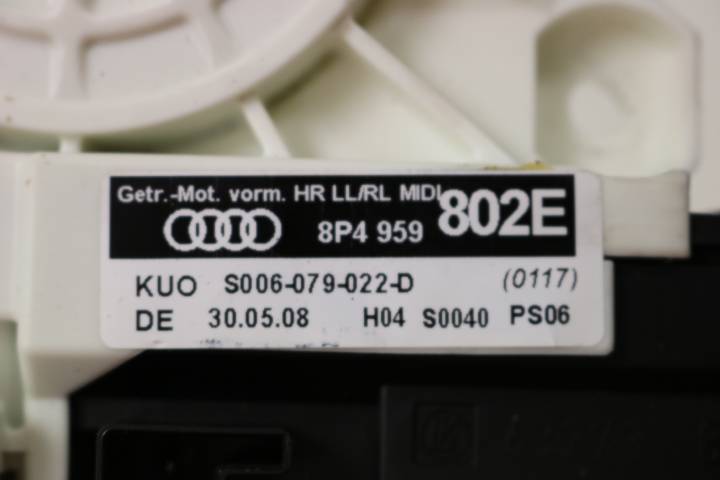 Getr.-Mot. vorm. HR LL/RL MIDI
8P4 959 802E
KUO S006-079-022-D (0117)
DE 30.05.08 H04 S0040 PS06